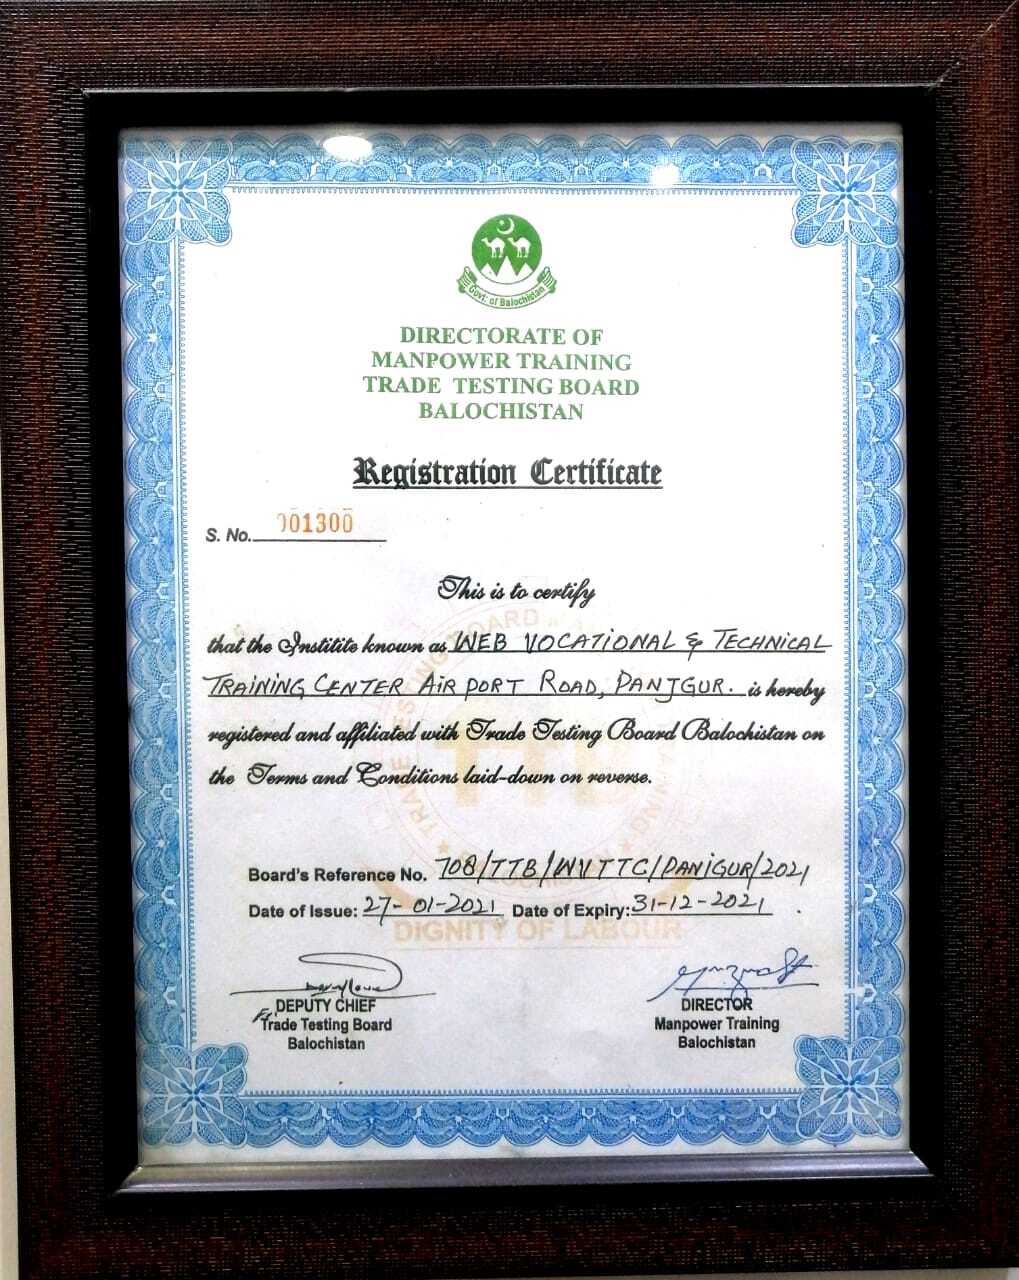 Govt: of Balochistan
DIRECTORATE OF
MANPOWER TRAINING
TRADE TESTING BOARD
BALOCHISTAN
Registration Certificate
S. No. 001300
This is to certify
that the Institite known as WEB VOCATIONAL & TECHNICAL
TRAINING CENTER AIRPORT ROAD, PANJGUR. is hereby
registered and affiliated with Trade Testing Board Balochistan on
the Terms and Conditions laid-down on reverse.
TTB
Board's Reference No. 708/TTB/WVTTC/PANJGUR/2021
Date of Issue: 27-01-2021 Date of Expiry: 31-12-2021
DIGNITY OF LABOUR
DEPUTY CHIEF
Trade Testing Board
Balochistan
DIRECTOR
Manpower Training
Balochistan